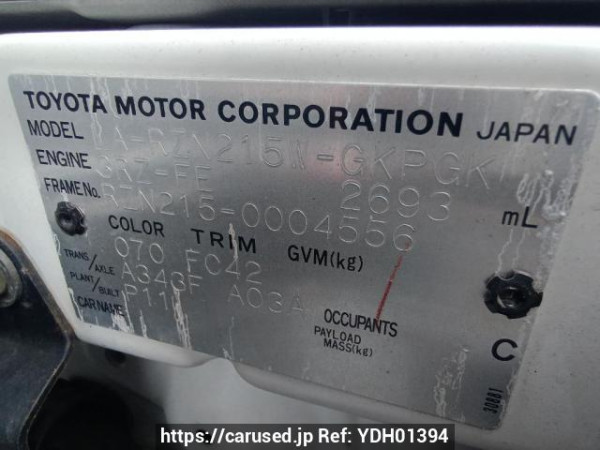 TOYOTA MOTOR CORPORATION JAPAN
MODEL LA-RZN215W-GKPGK
ENGINE 3RZ-FE 2693 mL
FRAME No. RZN215-0004556
COLOR TRIM GVM(kg)
070 FC42
TRANS/AXLE A343F
PLANT/BUILT P11 A03A
CAR NAME OCCUPANTS
PAYLOAD MASS(kg)
C
30881
https://carused.jp Ref: YDH01394